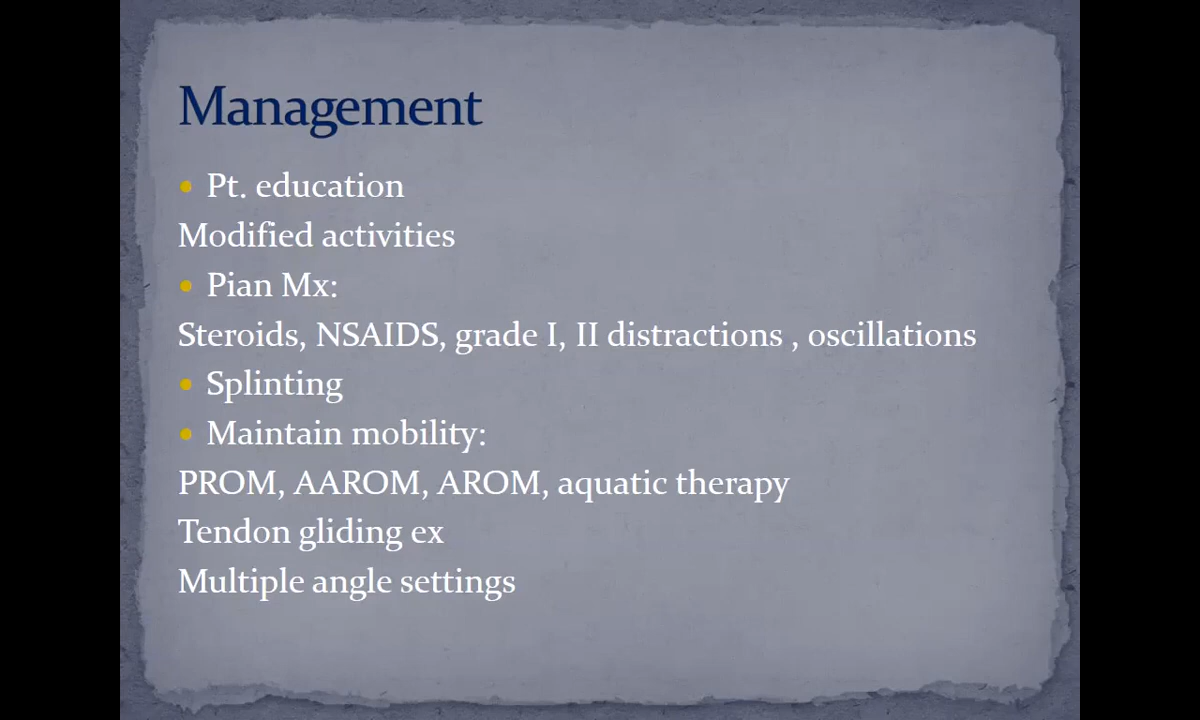 Management
• Pt. education
Modified activities
• Pian Mx:
Steroids, NSAIDS, grade I, II distractions , oscillations
• Splinting
• Maintain mobility:
PROM, AAROM, AROM, aquatic therapy
Tendon gliding ex
Multiple angle settings